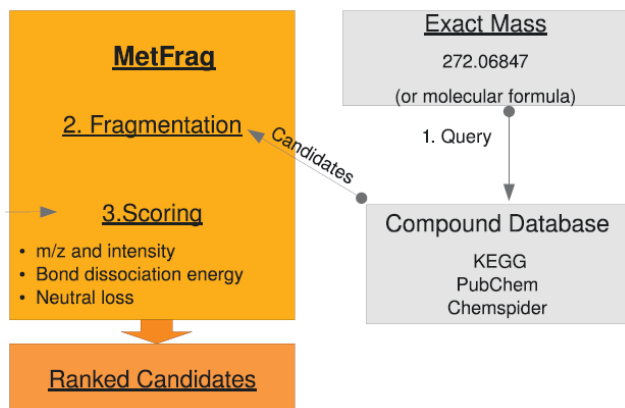 MetFrag
2. Fragmentation
3.Scoring
• m/z and intensity
• Bond dissociation energy
• Neutral loss
Ranked Candidates
Candidates
Exact Mass
272.06847
(or molecular formula)
1. Query
Compound Database
KEGG
PubChem
Chemspider